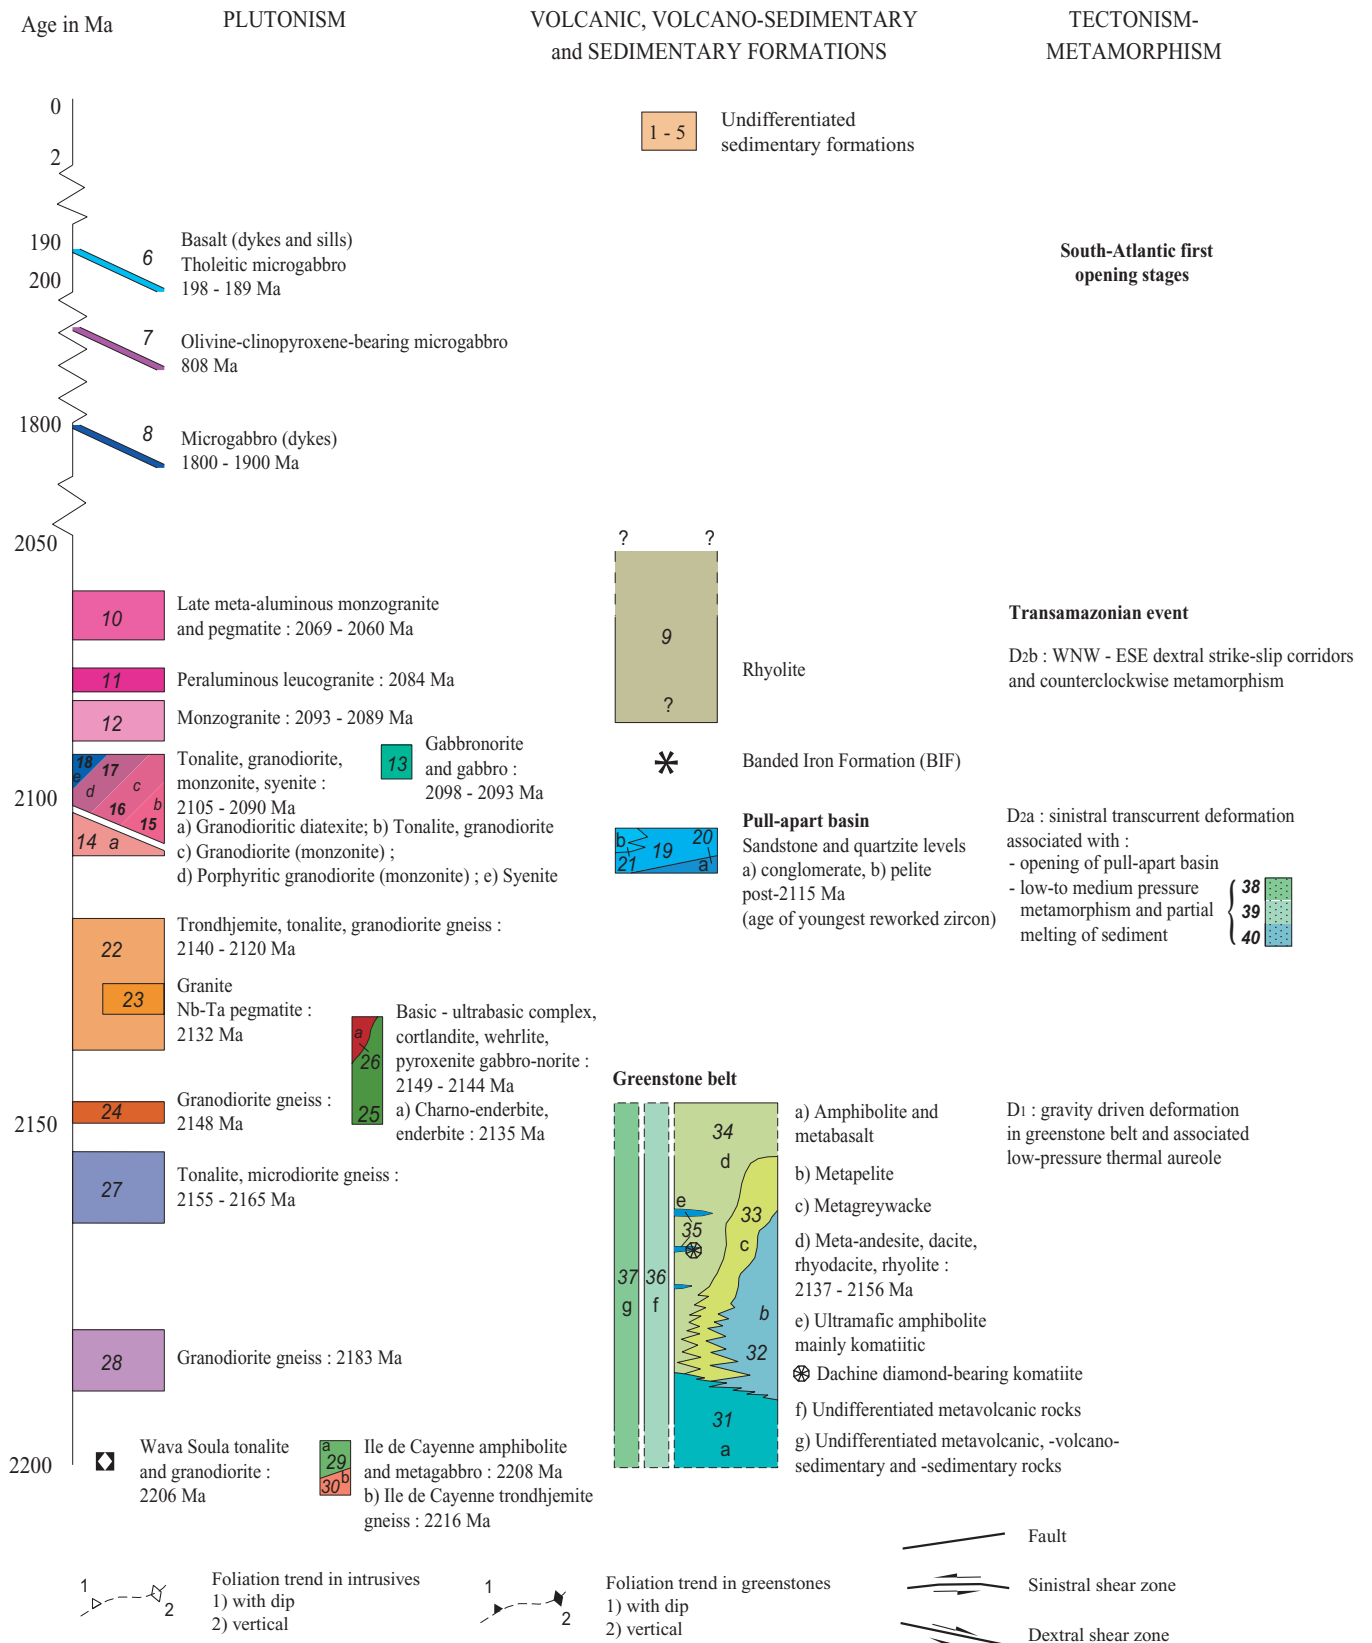 Age in Ma
PLUTONISM
VOLCANIC, VOLCANO-SEDIMENTARY
and SEDIMENTARY FORMATIONS
TECTONISM-
METAMORPHISM
0
2
1 - 5
Undifferentiated
sedimentary formations
190
200
6
Basalt (dykes and sills)
Tholeitic microgabbro
198 - 189 Ma
South-Atlantic first
opening stages
7
Olivine-clinopyroxene-bearing microgabbro
808 Ma
1800
8
Microgabbro (dykes)
1800 - 1900 Ma
2050
? ?
9
?
Rhyolite
10
Late meta-aluminous monzogranite
and pegmatite : 2069 - 2060 Ma
Transamazonian event
D2b : WNW - ESE dextral strike-slip corridors
and counterclockwise metamorphism
11
Peraluminous leucogranite : 2084 Ma
12
Monzogranite : 2093 - 2089 Ma
Banded Iron Formation (BIF)
2100
18
e
17
d
c
16
b
15
14 a
Tonalite, granodiorite,
monzonite, syenite :
2105 - 2090 Ma
a) Granodioritic diatexite; b) Tonalite, granodiorite
c) Granodiorite (monzonite) ;
d) Porphyritic granodiorite (monzonite) ; e) Syenite
13
Gabbronorite
and gabbro :
2098 - 2093 Ma
b
21
19
20
a
Pull-apart basin
Sandstone and quartzite levels
a) conglomerate, b) pelite
post-2115 Ma
(age of youngest reworked zircon)
D2a : sinistral transcurrent deformation
associated with :
- opening of pull-apart basin
- low-to medium pressure
metamorphism and partial
melting of sediment
38
39
40
22
Trondhjemite, tonalite, granodiorite gneiss :
2140 - 2120 Ma
23
Granite
Nb-Ta pegmatite :
2132 Ma
a
26
25
Basic - ultrabasic complex,
cortlandite, wehrlite,
pyroxenite gabbro-norite :
2149 - 2144 Ma
a) Charno-enderbite,
enderbite : 2135 Ma
24
Granodiorite gneiss :
2148 Ma
2150
27
Tonalite, microdiorite gneiss :
2155 - 2165 Ma
28
Granodiorite gneiss : 2183 Ma
Greenstone belt
37
g
36
f
34
d
e
35
33
c
b
32
31
a
a) Amphibolite and
metabasalt
b) Metapelite
c) Metagreywacke
d) Meta-andesite, dacite,
rhyodacite, rhyolite :
2137 - 2156 Ma
e) Ultramafic amphibolite
mainly komatiitic
Dachine diamond-bearing komatiite
f) Undifferentiated metavolcanic rocks
g) Undifferentiated metavolcanic, -volcano-
sedimentary and -sedimentary rocks
D1 : gravity driven deformation
in greenstone belt and associated
low-pressure thermal aureole
2200
Wava Soula tonalite
and granodiorite :
2206 Ma
a
29
30 b
Ile de Cayenne amphibolite
and metagabbro : 2208 Ma
b) Ile de Cayenne trondhjemite
gneiss : 2216 Ma
1
2
Foliation trend in intrusives
1) with dip
2) vertical
1
2
Foliation trend in greenstones
1) with dip
2) vertical
Fault
Sinistral shear zone
Dextral shear zone